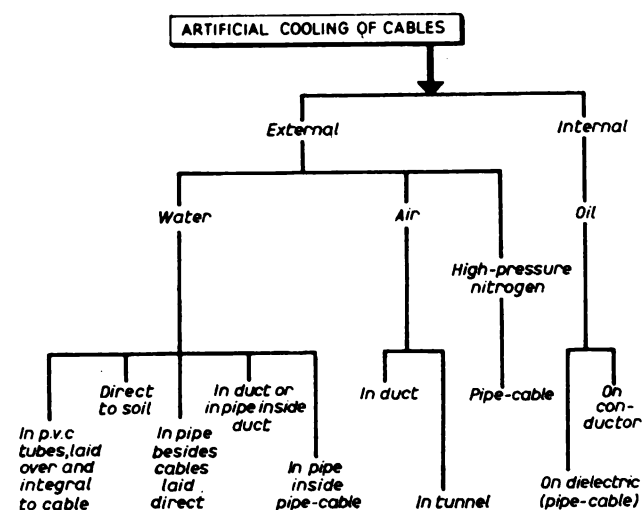 ARTIFICIAL COOLING OF CABLES
External
Internal
Water
Air
Oil
High-pressure
nitrogen
In p.v.c
tubes, laid
over and
integral
to cable
Direct
to soil
In pipe
besides
cables
laid
direct
In duct or
in pipe inside
duct
In pipe
inside
pipe-cable
In duct
In tunnel
Pipe-cable
On dielectric
(pipe-cable)
On
con-
ductor